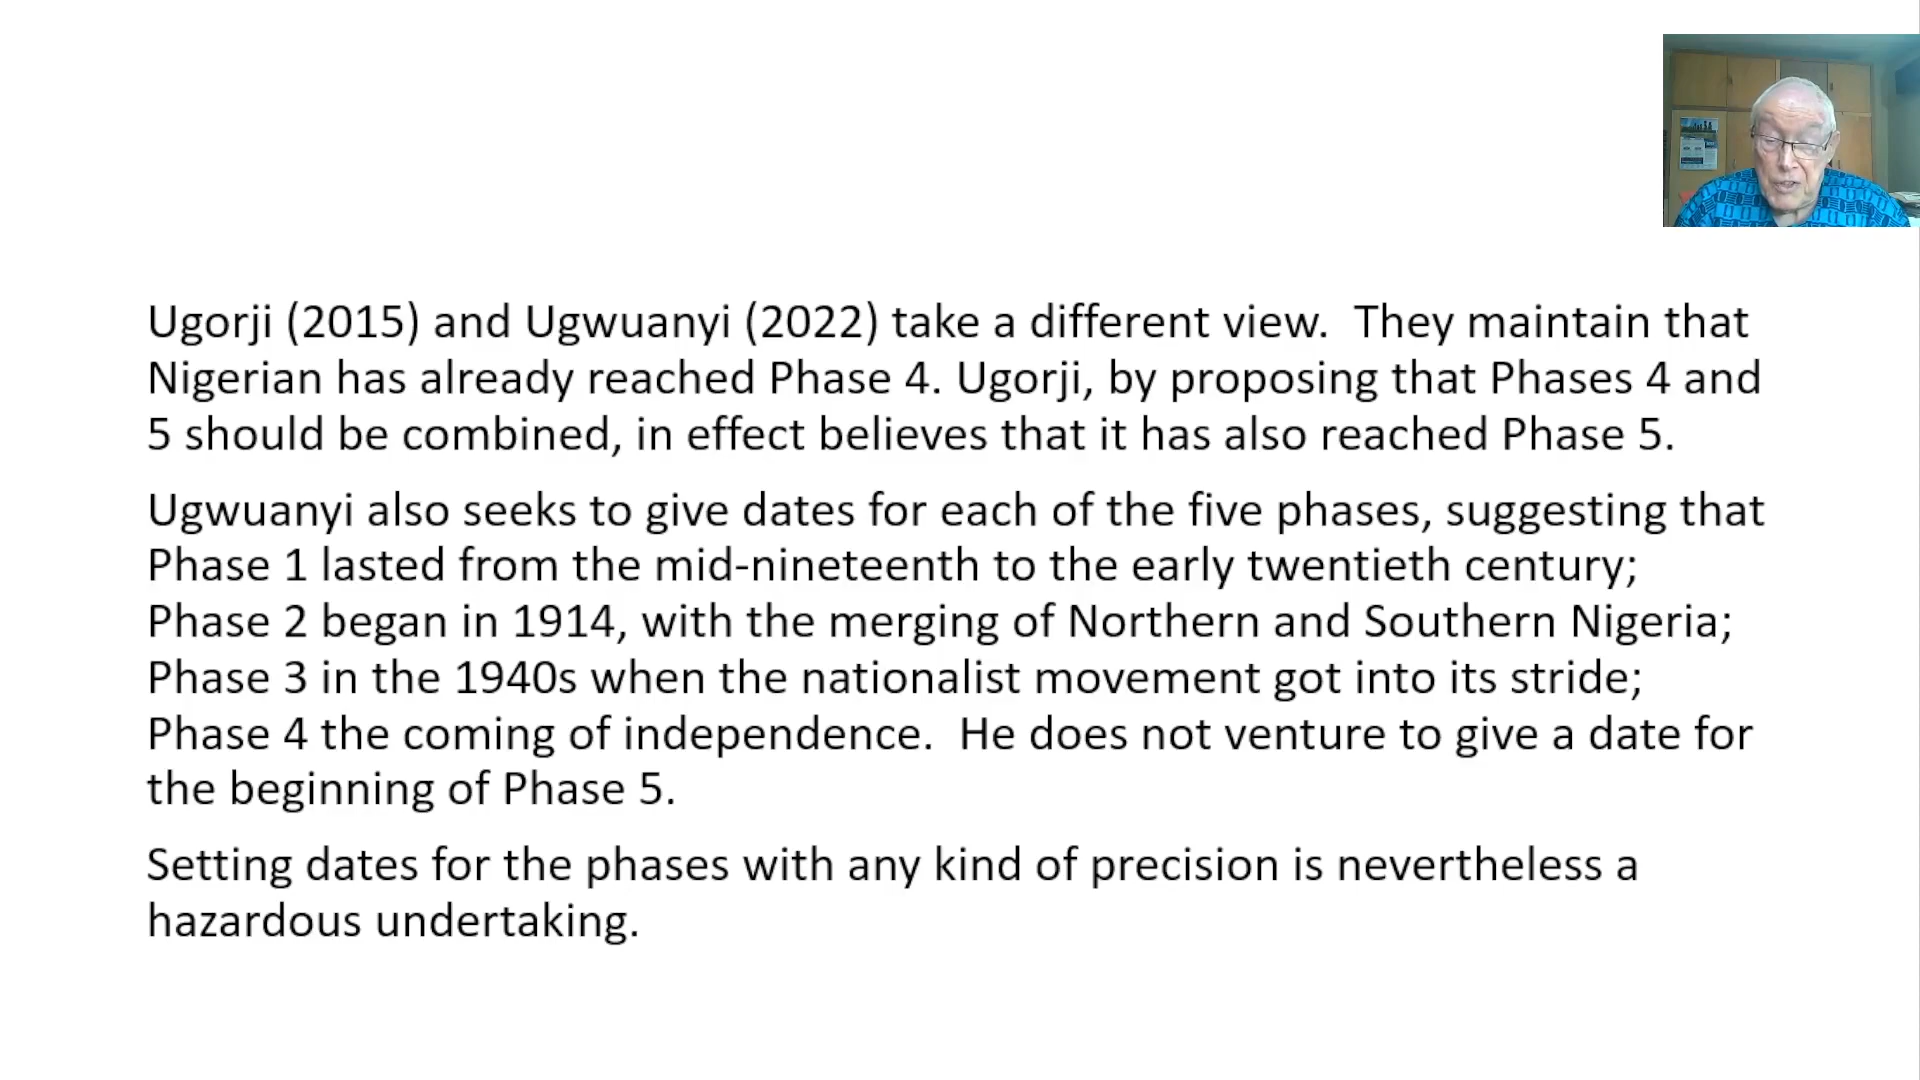 Ugorji (2015) and Ugwuanyi (2022) take a different view.  They maintain that
Nigerian has already reached Phase 4. Ugorji, by proposing that Phases 4 and
5 should be combined, in effect believes that it has also reached Phase 5.
Ugwuanyi also seeks to give dates for each of the five phases, suggesting that
Phase 1 lasted from the mid-nineteenth to the early twentieth century;
Phase 2 began in 1914, with the merging of Northern and Southern Nigeria;
Phase 3 in the 1940s when the nationalist movement got into its stride;
Phase 4 the coming of independence.  He does not venture to give a date for
the beginning of Phase 5.
Setting dates for the phases with any kind of precision is nevertheless a
hazardous undertaking.